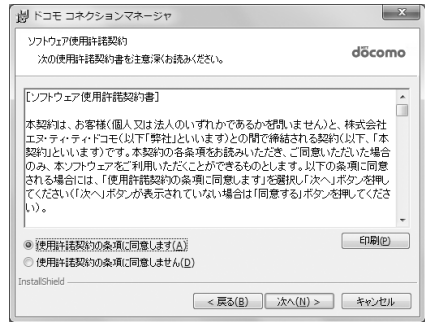 ドコモ コネクションマネージャ
ソフトウェア使用許諾契約
次の使用許諾契約書を注意深くお読みください。
döcomo
[ソフトウェア使用許諾契約書]
本契約は、お客様(個人又は法人のいずれかであるかを問いません)と、株式会社
エヌ・ティ・ティ・ドコモ(以下「弊社」といいます)との間で締結される契約(以下、「本
契約」といいます)です。本契約の各条項をお読みいただき、ご同意いただいた場合
のみ、本ソフトウェアをご利用いただくことができるものとします。以下の条項に同意
される場合には、「使用許諾契約の条項に同意します」を選択し「次へ」ボタンを押し
てください(「次へ」ボタンが表示されていない場合は「同意する」ボタンを押してくださ
い)。
使用許諾契約の条項に同意します(A)
印刷(P)
使用許諾契約の条項に同意しません(D)
InstallShield
< 戻る(B) 次へ(N) > キャンセル